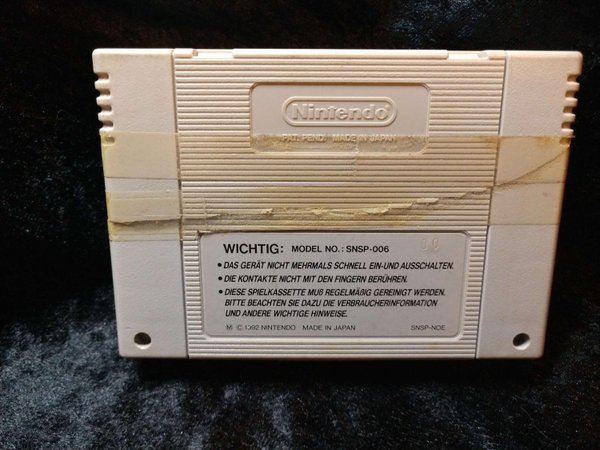 Nintendo
PAT. PEND. MADE IN JAPAN
WICHTIG: MODEL NO.: SNSP-006
• DAS GERÄT NICHT MEHRMALS SCHNELL EIN-UND AUSSCHALTEN.
• DIE KONTAKTE NICHT MIT DEN FINGERN BERÜHREN.
• DIESE SPIELKASSETTE MUß REGELMÄßIG GEREINIGT WERDEN.
BITTE BEACHTEN SIE DAZU DIE VERBRAUCHERINFORMATION
UND ANDERE WICHTIGE HINWEISE.
Ⓜ © 1992 NINTENDO MADE IN JAPAN SNSP-NOE